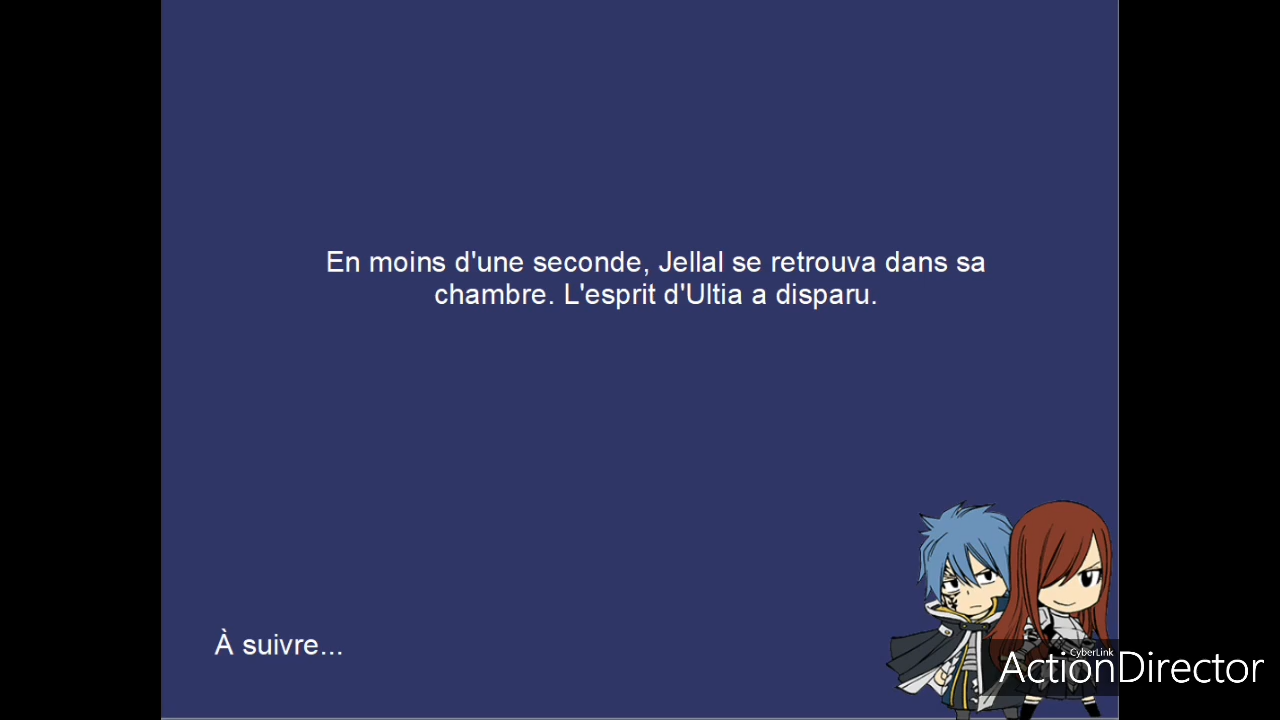 En moins d'une seconde, Jellal se retrouva dans sa
chambre. L'esprit d'Ultia a disparu.
À suivre...
CyberLink
ActionDirector